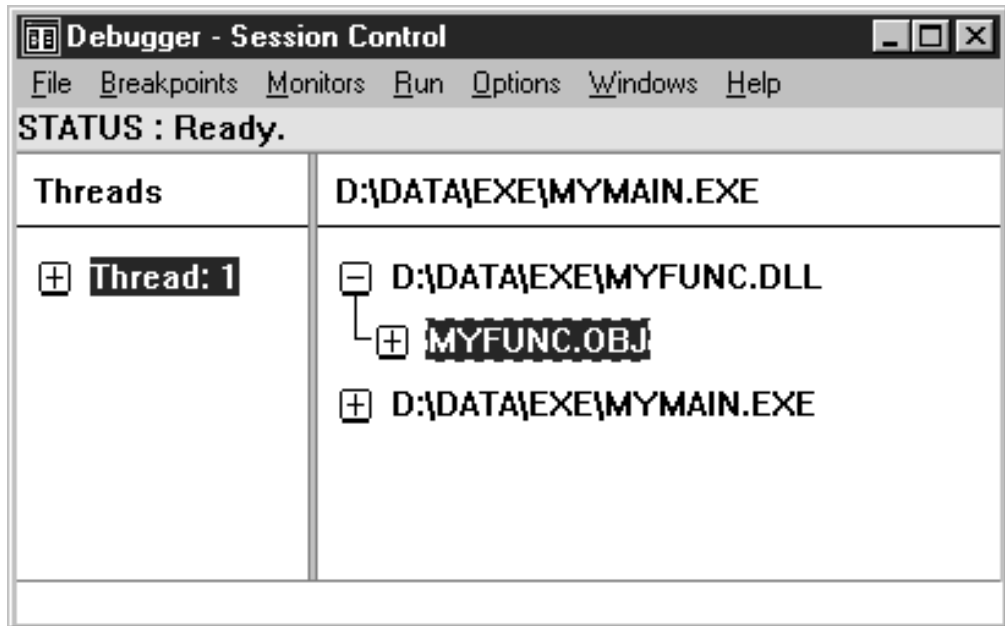 Debugger - Session Control
File Breakpoints Monitors Run Options Windows Help
STATUS : Ready.
Threads
D:\DATA\EXE\MYMAIN.EXE
Thread: 1
D:\DATA\EXE\MYFUNC.DLL
MYFUNC.OBJ
D:\DATA\EXE\MYMAIN.EXE